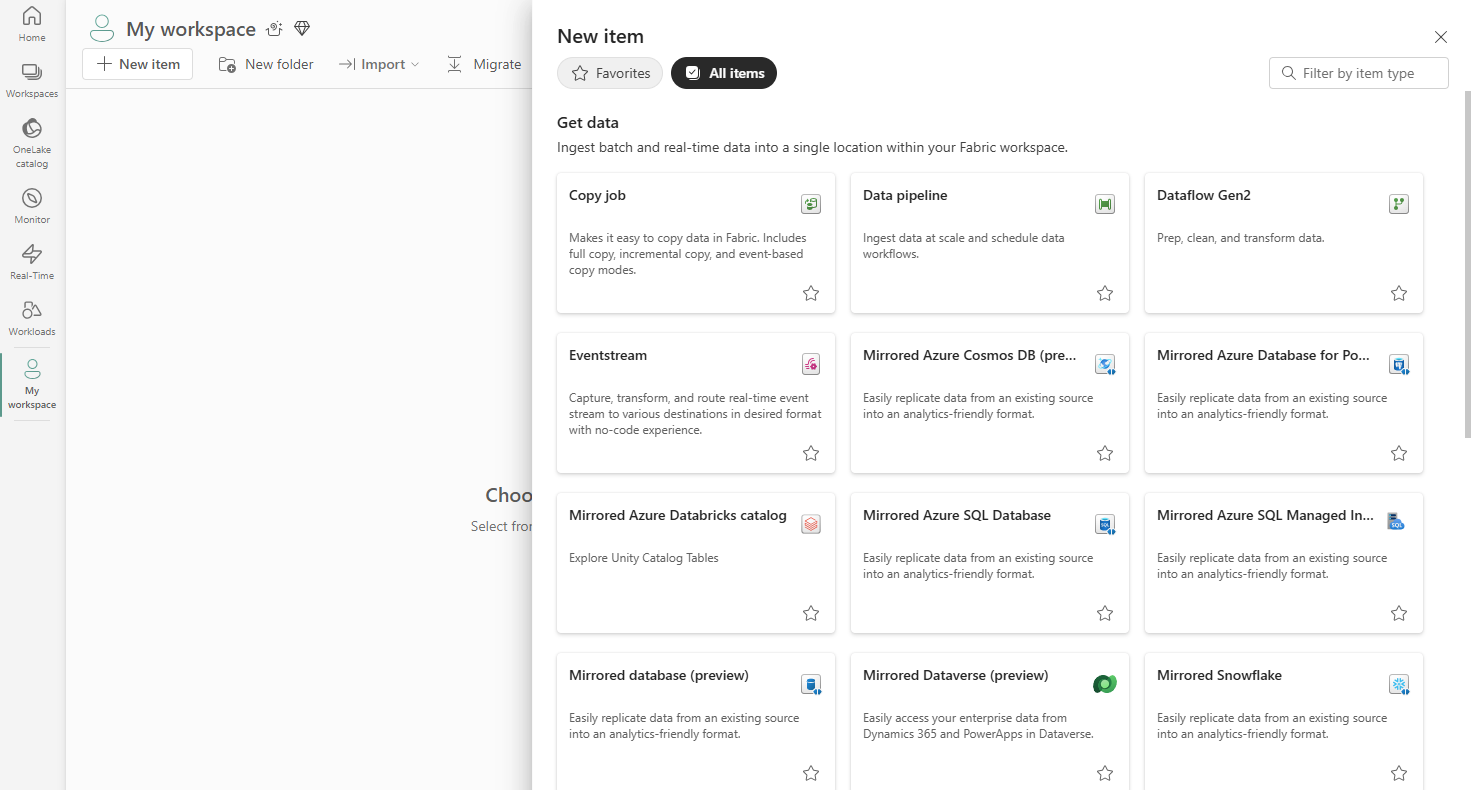 Home
Workspaces
OneLake
catalog
Monitor
Real-Time
Workloads
My
workspace
My workspace
New item
New folder
Import
Migrate
Choo
Select fror
New item
Favorites
All items
Filter by item type
Get data
Ingest batch and real-time data into a single location within your Fabric workspace.
Copy job
Makes it easy to copy data in Fabric. Includes
full copy, incremental copy, and event-based
copy modes.
Data pipeline
Ingest data at scale and schedule data
workflows.
Dataflow Gen2
Prep, clean, and transform data.
Eventstream
Capture, transform, and route real-time event
stream to various destinations in desired format
with no-code experience.
Mirrored Azure Cosmos DB (pre...
Easily replicate data from an existing source
into an analytics-friendly format.
Mirrored Azure Database for Po...
Easily replicate data from an existing source
into an analytics-friendly format.
Mirrored Azure Databricks catalog
Explore Unity Catalog Tables
Mirrored Azure SQL Database
Easily replicate data from an existing source
into an analytics-friendly format.
Mirrored Azure SQL Managed In...
SQL
Easily replicate data from an existing source
into an analytics-friendly format.
Mirrored database (preview)
Easily replicate data from an existing source
into an analytics-friendly format.
Mirrored Dataverse (preview)
Easily access your enterprise data from
Dynamics 365 and PowerApps in Dataverse.
Mirrored Snowflake
Easily replicate data from an existing source
into an analytics-friendly format.